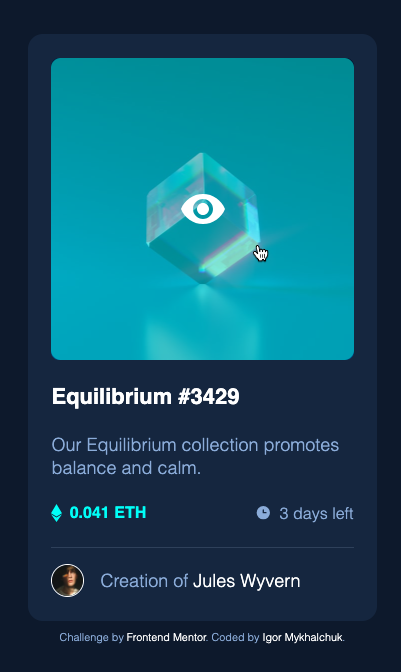 Equilibrium #3429
Our Equilibrium collection promotes
balance and calm.
0.041 ETH
3 days left
Creation of Jules Wyvern
Challenge by Frontend Mentor. Coded by Igor Mykhalchuk.